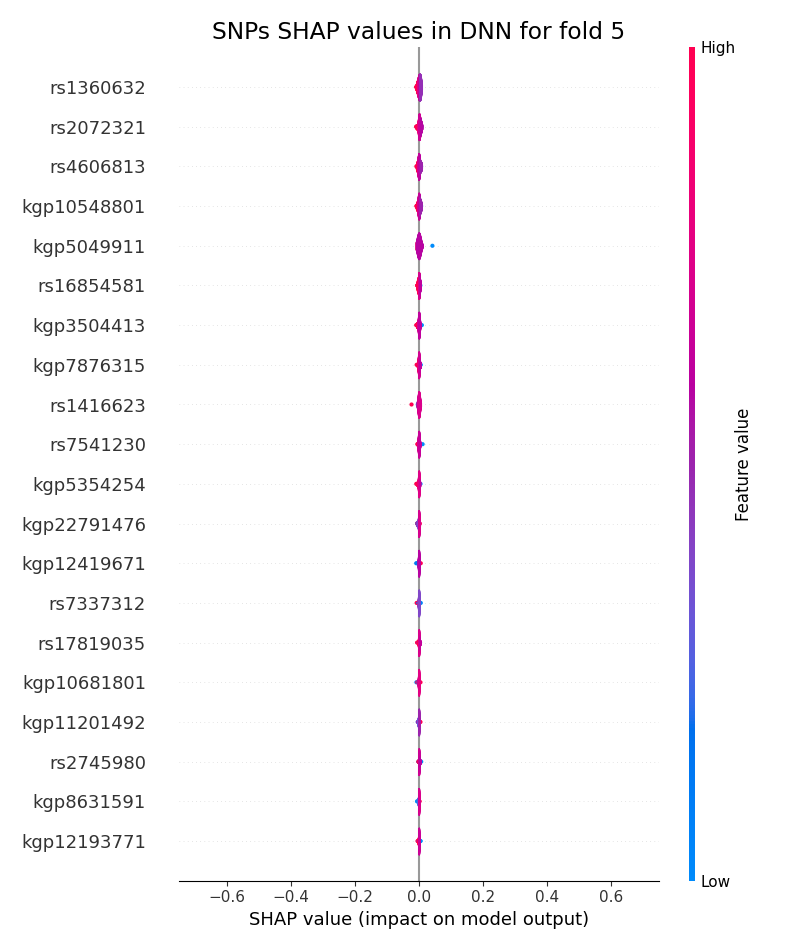 SNPs SHAP values in DNN for fold 5
High
rs1360632
rs2072321
rs4606813
kgp10548801
kgp5049911
rs16854581
kgp3504413
kgp7876315
rs1416623
rs7541230
kgp5354254
kgp22791476
kgp12419671
rs7337312
rs17819035
kgp10681801
kgp11201492
rs2745980
kgp8631591
kgp12193771
Feature value
Low
−0.6 −0.4 −0.2 0.0 0.2 0.4 0.6
SHAP value (impact on model output)